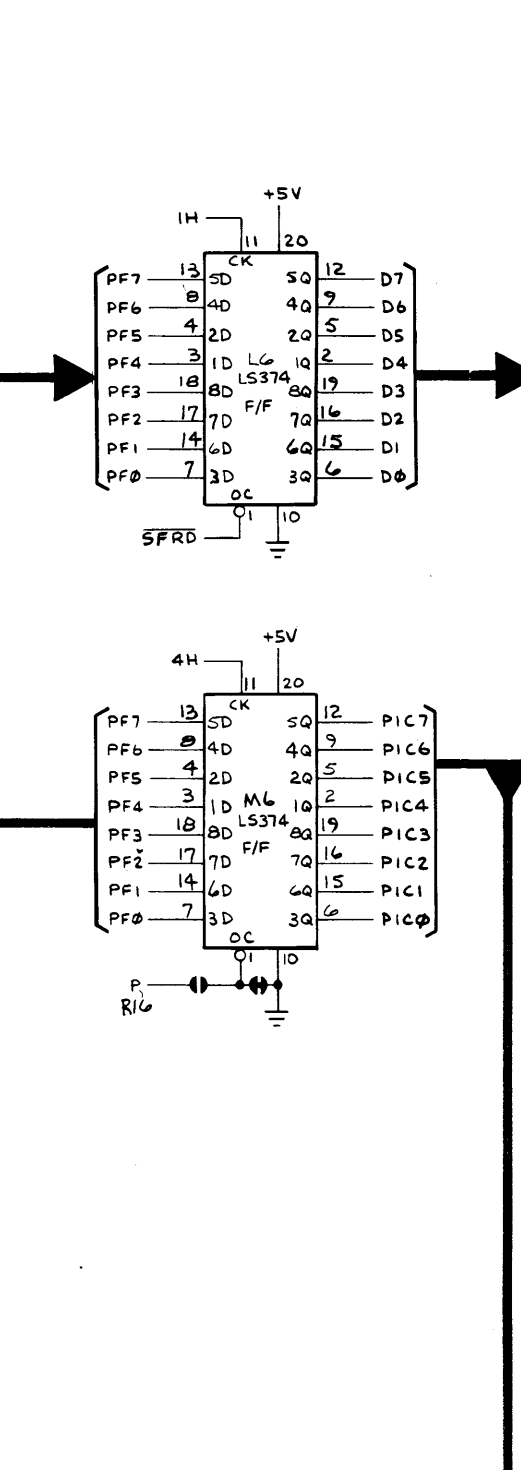 +5V
1H
11 20
CK
PF7 13 5D 5Q 12 D7
PF6 8 4D 4Q 9 D6
PF5 4 2D 2Q 5 D5
PF4 3 1D L6 1Q 2 D4
LS374
PF3 18 8D 8Q 19 D3
F/F
PF2 17 7D 7Q 16 D2
PF1 14 6D 6Q 15 D1
PFØ 7 3D 3Q 6 DØ
OC
1 10
SFRD
+5V
4H
11 20
CK
PF7 13 5D 5Q 12 PIC7
PF6 8 4D 4Q 9 PIC6
PF5 4 2D 2Q 5 PIC5
PF4 3 1D M6 1Q 2 PIC4
LS374
PF3 18 8D 8Q 19 PIC3
F/F
PF2 17 7D 7Q 16 PIC2
PF1 14 6D 6Q 15 PIC1
PFØ 7 3D 3Q 6 PICØ
OC
1 10
P
R16